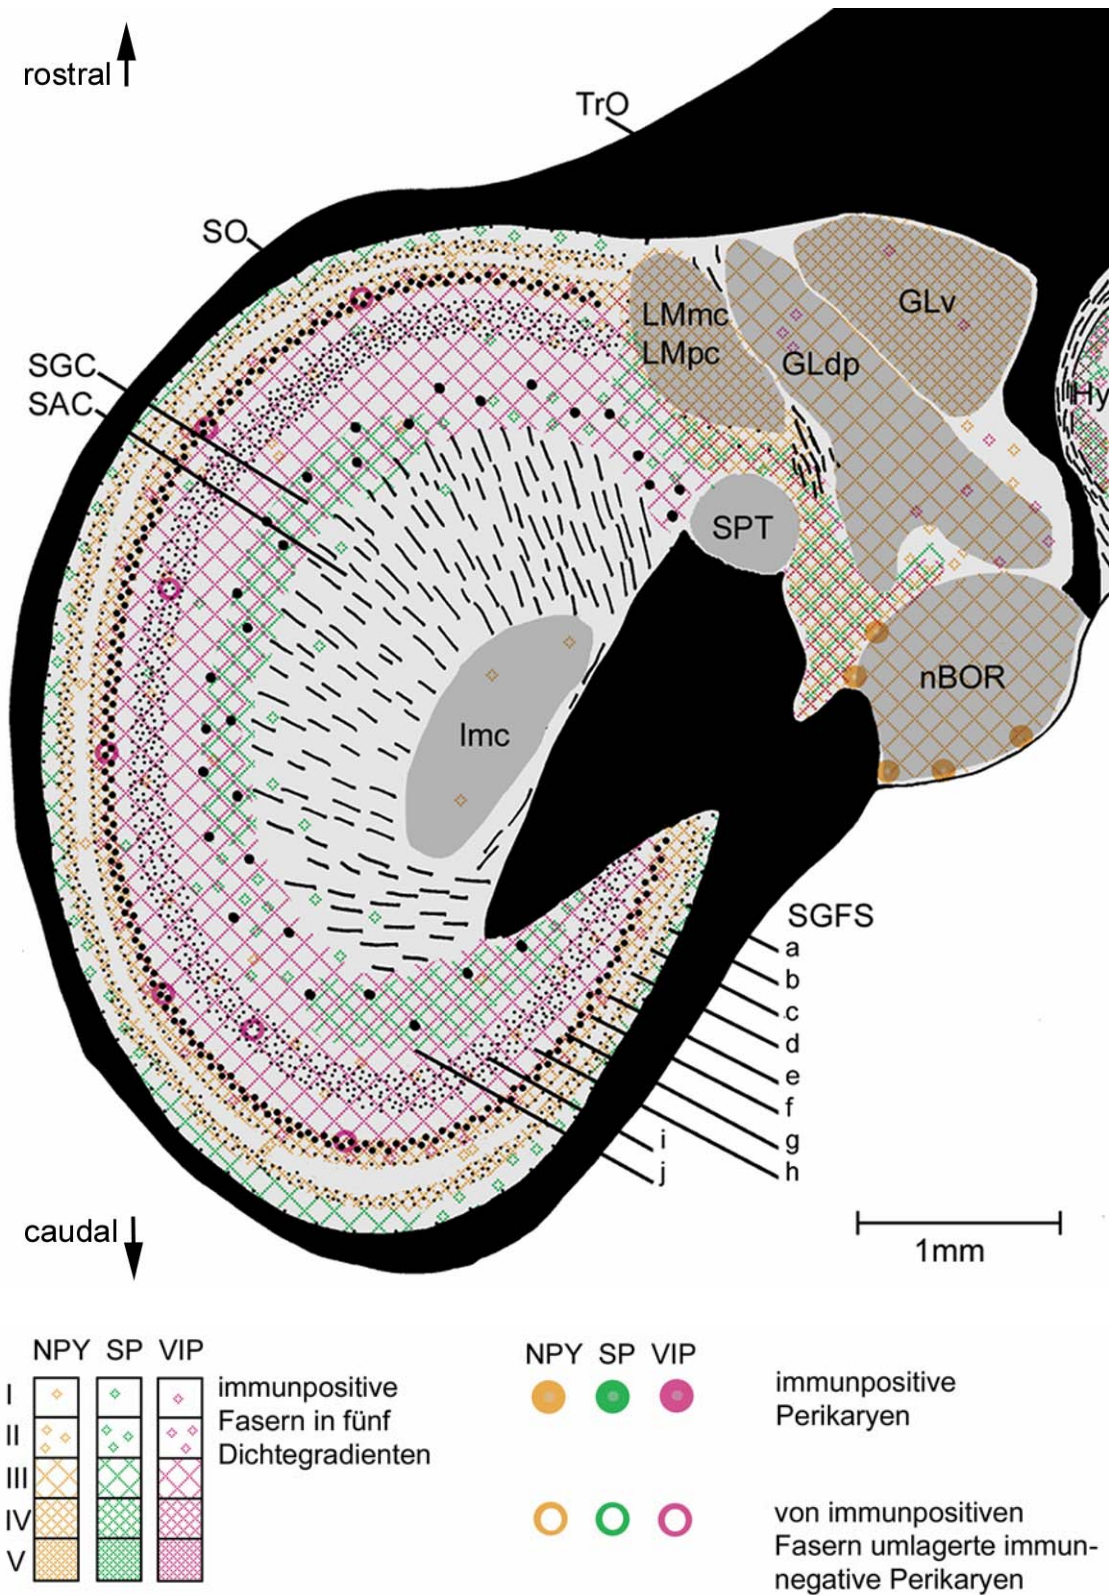 rostral
TrO
SO
LMmc
LMpc
GLv
GLdp
SGC
SAC
Hy
SPT
nBOR
Imc
SGFS
a
b
c
d
e
f
g
h
i
j
caudal
1mm
NPY SP VIP
I
II
III
IV
V
immunpositive
Fasern in fünf
Dichtegradienten
NPY SP VIP
immunpositive
Perikaryen
von immunpositiven
Fasern umlagerte immun-
negative Perikaryen